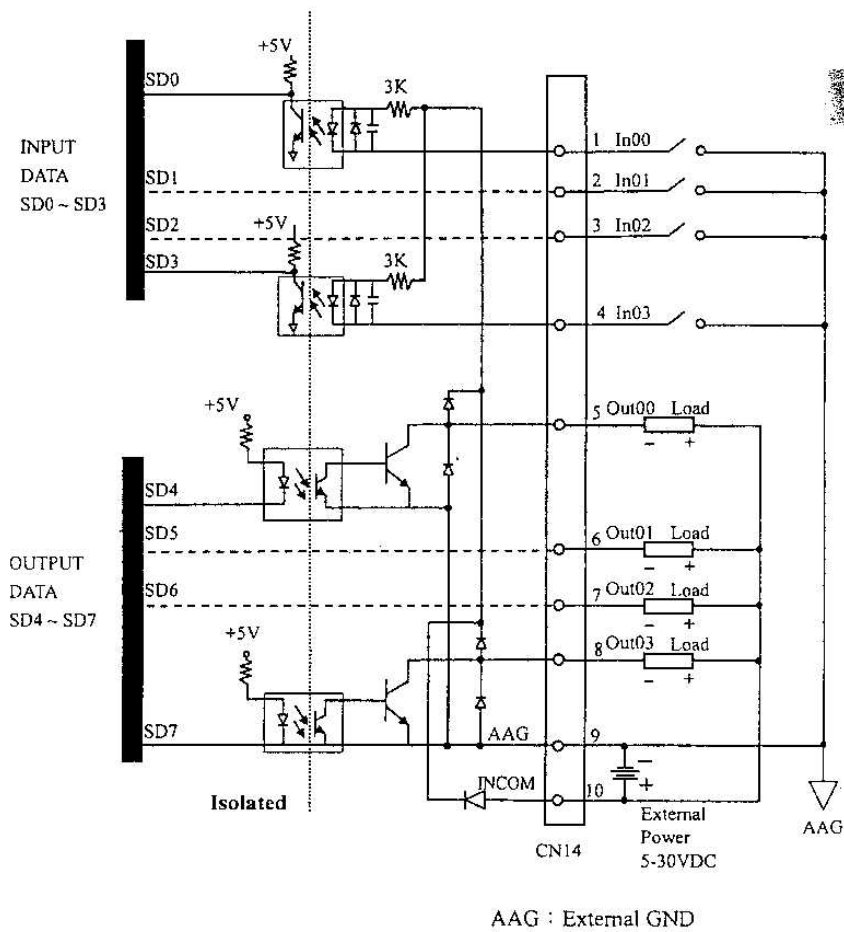 +5V
SD0
3K
INPUT
DATA
SD0 ~ SD3
1 In00
SD1
2 In01
SD2
+5V
3 In02
SD3
3K
4 In03
+5V
5 Out00 Load
- +
SD4
SD5
6 Out01 Load
- +
OUTPUT
DATA
SD4 ~ SD7
SD6
7 Out02 Load
- +
+5V
8 Out03 Load
- +
SD7
AAG
9
-
+
Isolated
INCOM
10
External
Power
5-30VDC
AAG
CN14
AAG : External GND